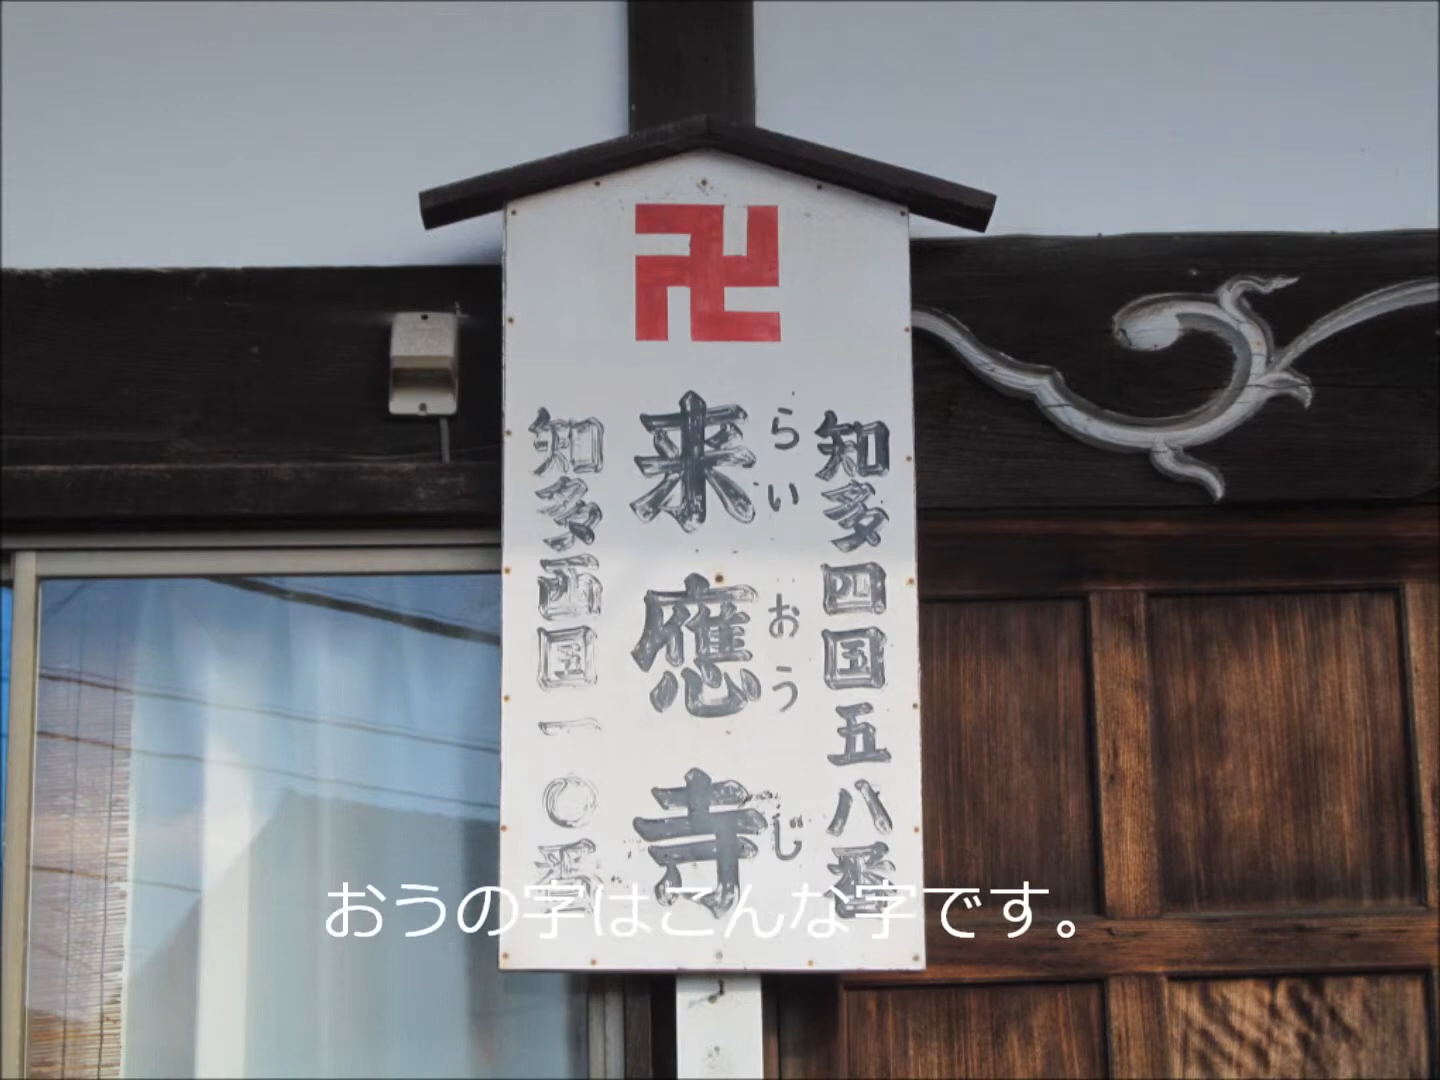 卍
知多四国五八番
らい おう じ
来應寺
知多西国一〇番
おうの字はこんな字です。